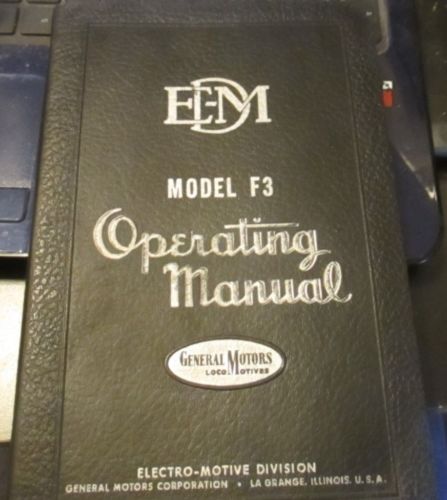 EMD
MODEL F3
Operating
Manual
GENERAL MOTORS
LOCOMOTIVES
ELECTRO-MOTIVE DIVISION
GENERAL MOTORS CORPORATION • LA GRANGE, ILLINOIS, U.S.A.